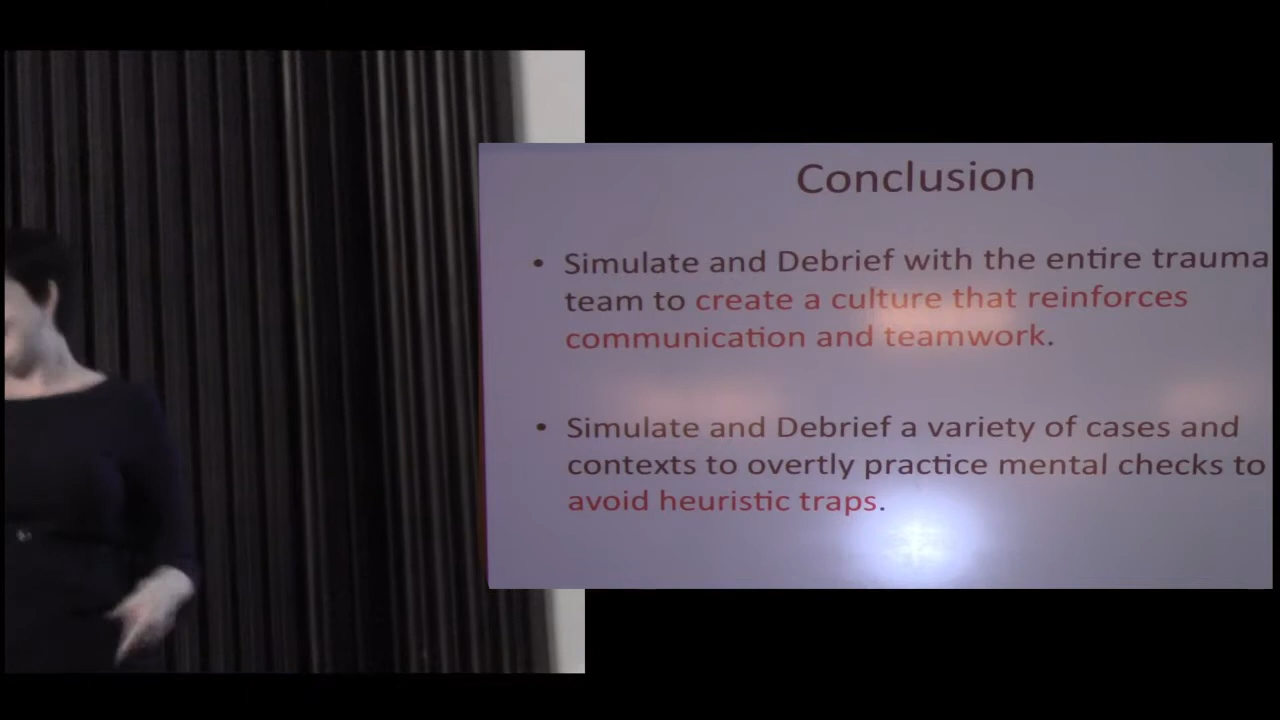 Conclusion
• Simulate and Debrief with the entire trauma
team to create a culture that reinforces
communication and teamwork.
• Simulate and Debrief a variety of cases and
contexts to overtly practice mental checks to
avoid heuristic traps.